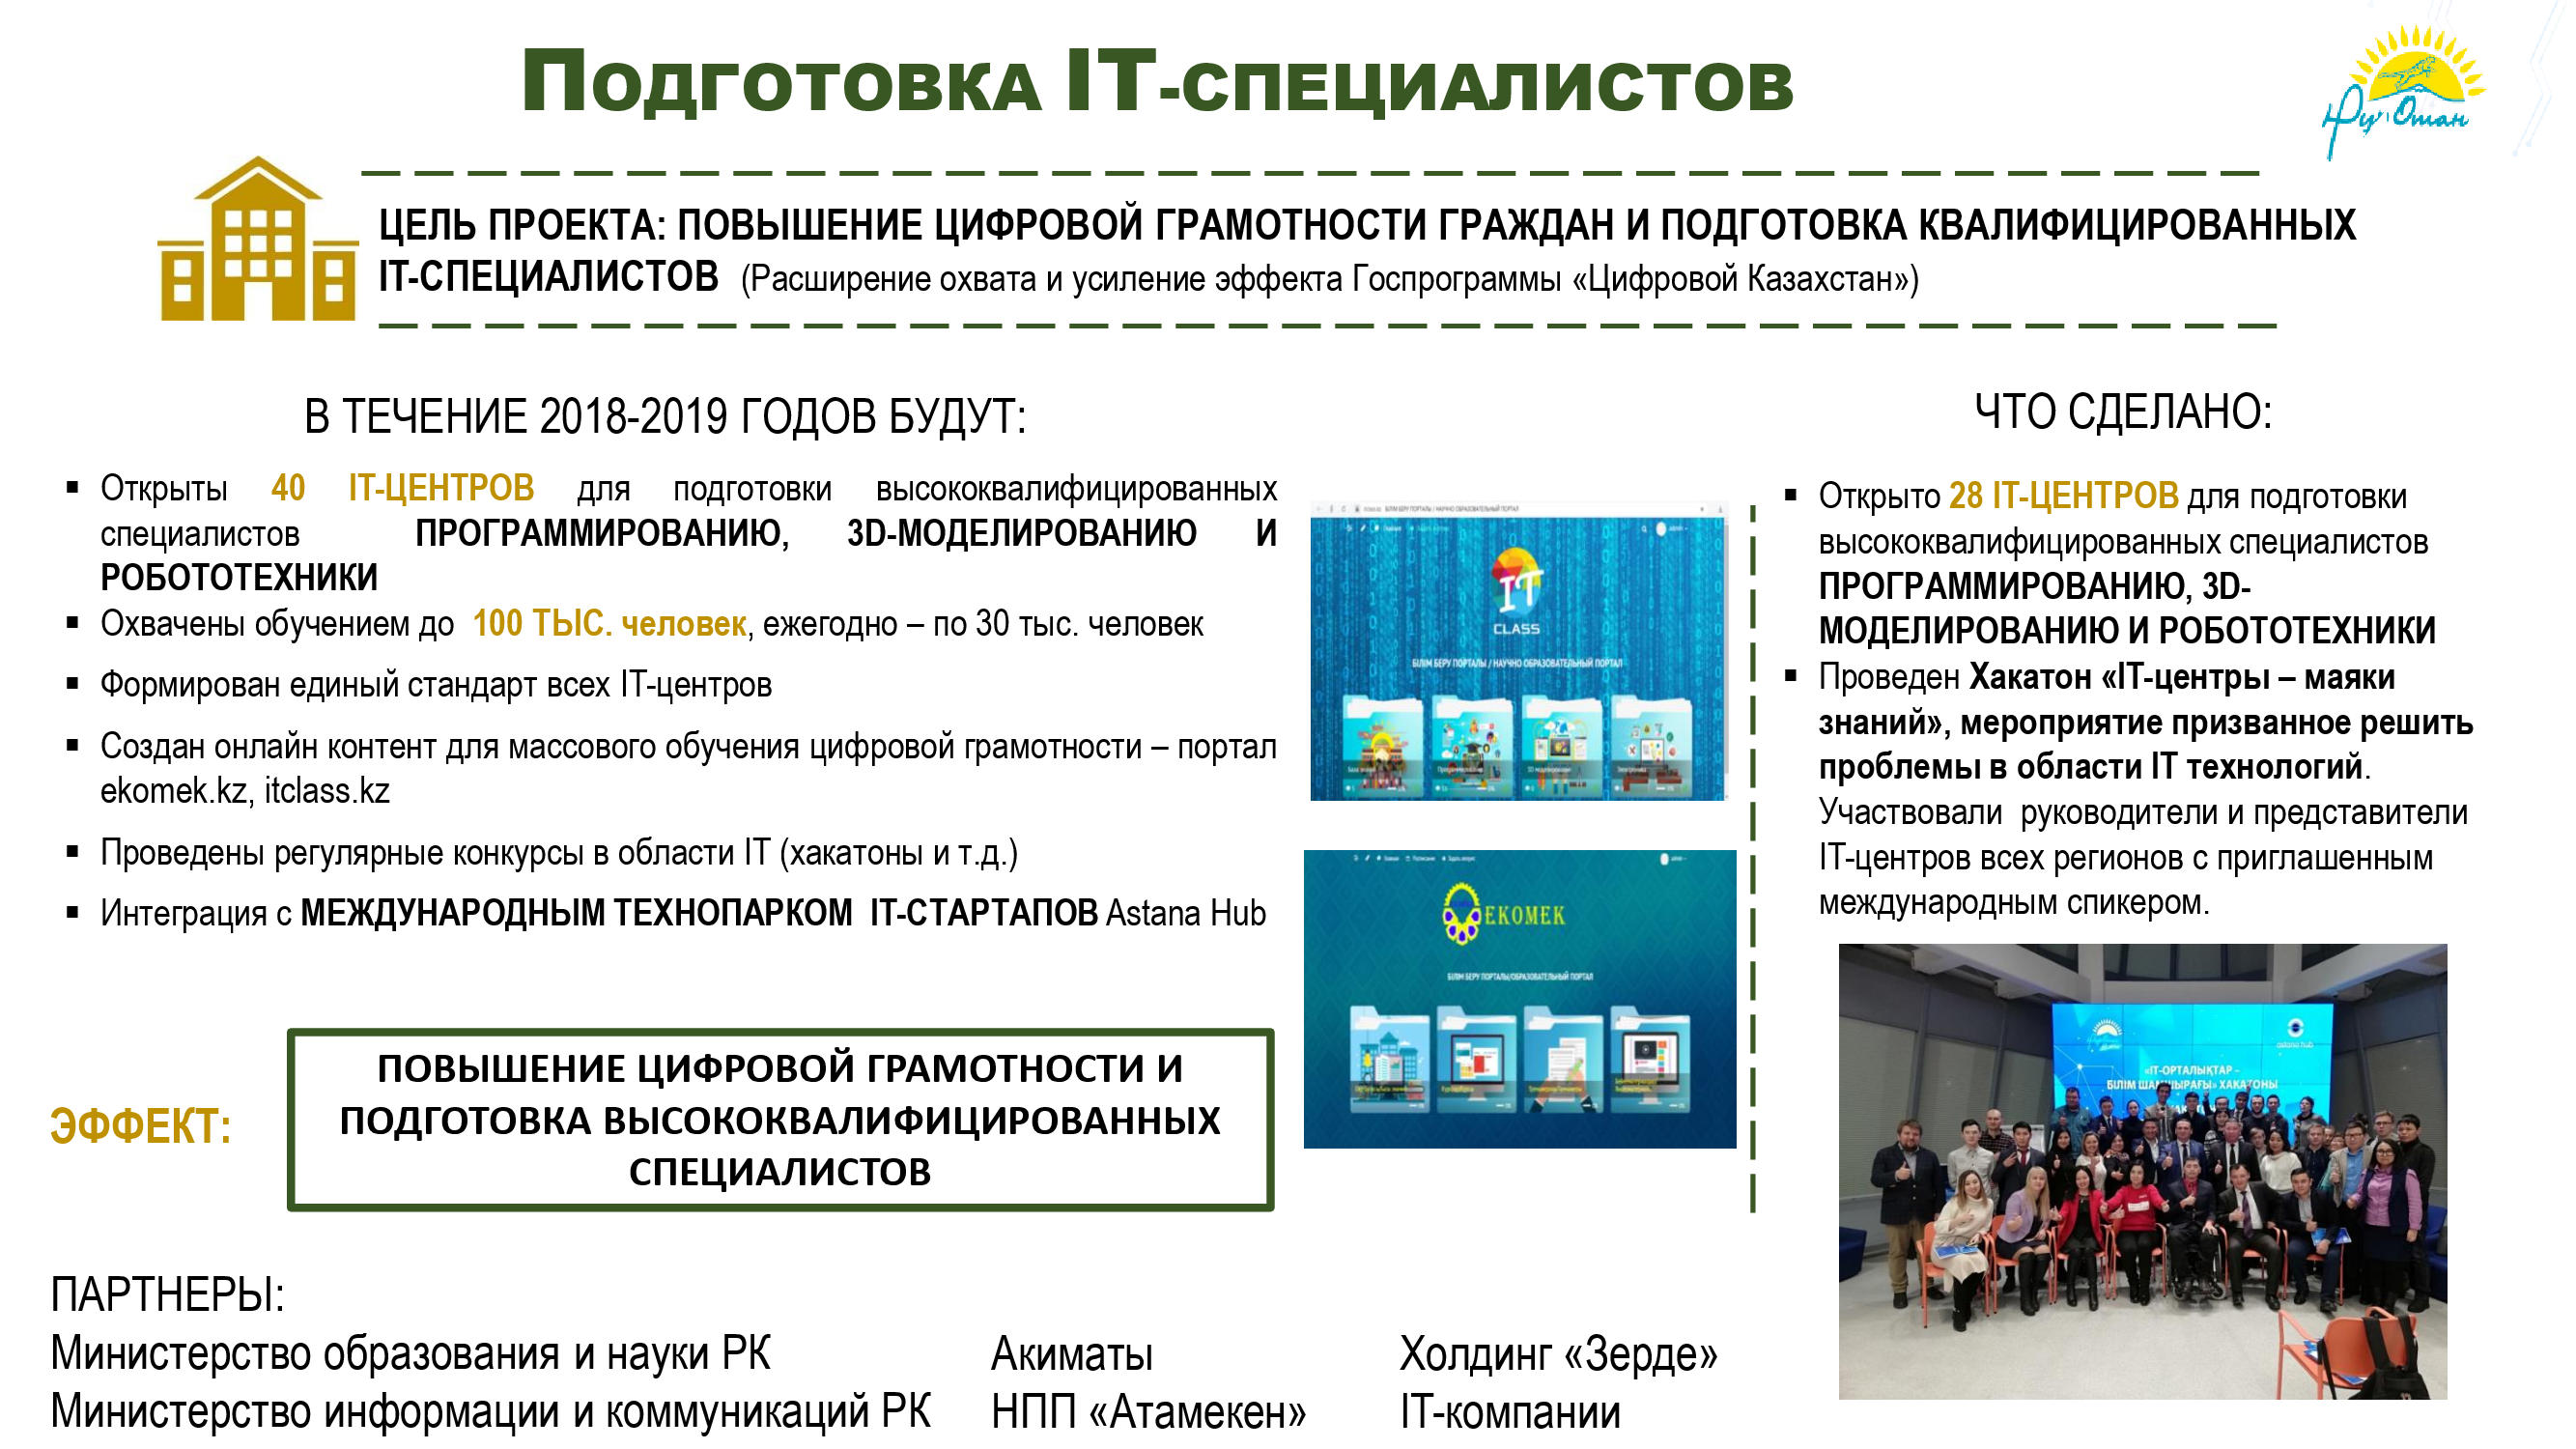 ПОДГОТОВКА IT-СПЕЦИАЛИСТОВ
Нұр Отан
ЦЕЛЬ ПРОЕКТА: ПОВЫШЕНИЕ ЦИФРОВОЙ ГРАМОТНОСТИ ГРАЖДАН И ПОДГОТОВКА КВАЛИФИЦИРОВАННЫХ
IT-СПЕЦИАЛИСТОВ (Расширение охвата и усиление эффекта Госпрограммы «Цифровой Казахстан»)
В ТЕЧЕНИЕ 2018-2019 ГОДОВ БУДУТ:
▪ Открыты 40 IT-ЦЕНТРОВ для подготовки высококвалифицированных
специалистов ПРОГРАММИРОВАНИЮ, 3D-МОДЕЛИРОВАНИЮ И
РОБОТОТЕХНИКИ
▪ Охвачены обучением до 100 ТЫС. человек, ежегодно – по 30 тыс. человек
▪ Формирован единый стандарт всех IT-центров
▪ Создан онлайн контент для массового обучения цифровой грамотности – портал
ekomek.kz, itclass.kz
▪ Проведены регулярные конкурсы в области IT (хакатоны и т.д.)
▪ Интеграция с МЕЖДУНАРОДНЫМ ТЕХНОПАРКОМ IT-СТАРТАПОВ Astana Hub
IT
CLASS
БІЛІМ БЕРУ ПОРТАЛЫ / НАУЧНО ОБРАЗОВАТЕЛЬНЫЙ ПОРТАЛ
EKOMEK
БІЛІМ БЕРУ ПОРТАЛЫ/ОБРАЗОВАТЕЛЬНЫЙ ПОРТАЛ
ЧТО СДЕЛАНО:
▪ Открыто 28 IT-ЦЕНТРОВ для подготовки
высококвалифицированных специалистов
ПРОГРАММИРОВАНИЮ, 3D-
МОДЕЛИРОВАНИЮ И РОБОТОТЕХНИКИ
▪ Проведен Хакатон «IT-центры – маяки
знаний», мероприятие призванное решить
проблемы в области IT технологий.
Участвовали руководители и представители
IT-центров всех регионов с приглашенным
международным спикером.
astana hub
«IT-ОРТАЛЫҚТАР –
БІЛІМ ШАМШЫРАҒЫ» ХАКАТОНЫ
ЭФФЕКТ:
ПОВЫШЕНИЕ ЦИФРОВОЙ ГРАМОТНОСТИ И
ПОДГОТОВКА ВЫСОКОКВАЛИФИЦИРОВАННЫХ
СПЕЦИАЛИСТОВ
ПАРТНЕРЫ:
Министерство образования и науки РК
Министерство информации и коммуникаций РК
Акиматы
НПП «Атамекен»
Холдинг «Зерде»
IT-компании